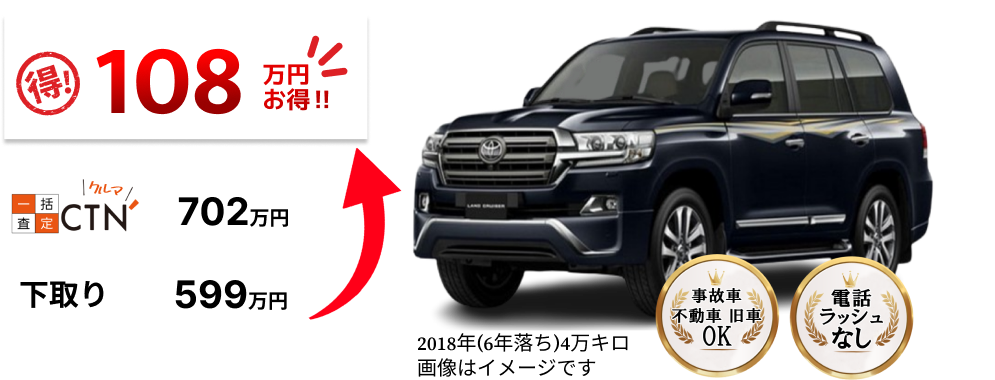 得!
108
万円
お得!!
クルマ
一括
査定
CTN
702万円
下取り
599万円
LAND CRUISER
事故車
不動車 旧車
OK
電話
ラッシュ
なし
2018年(6年落ち)4万キロ
画像はイメージです